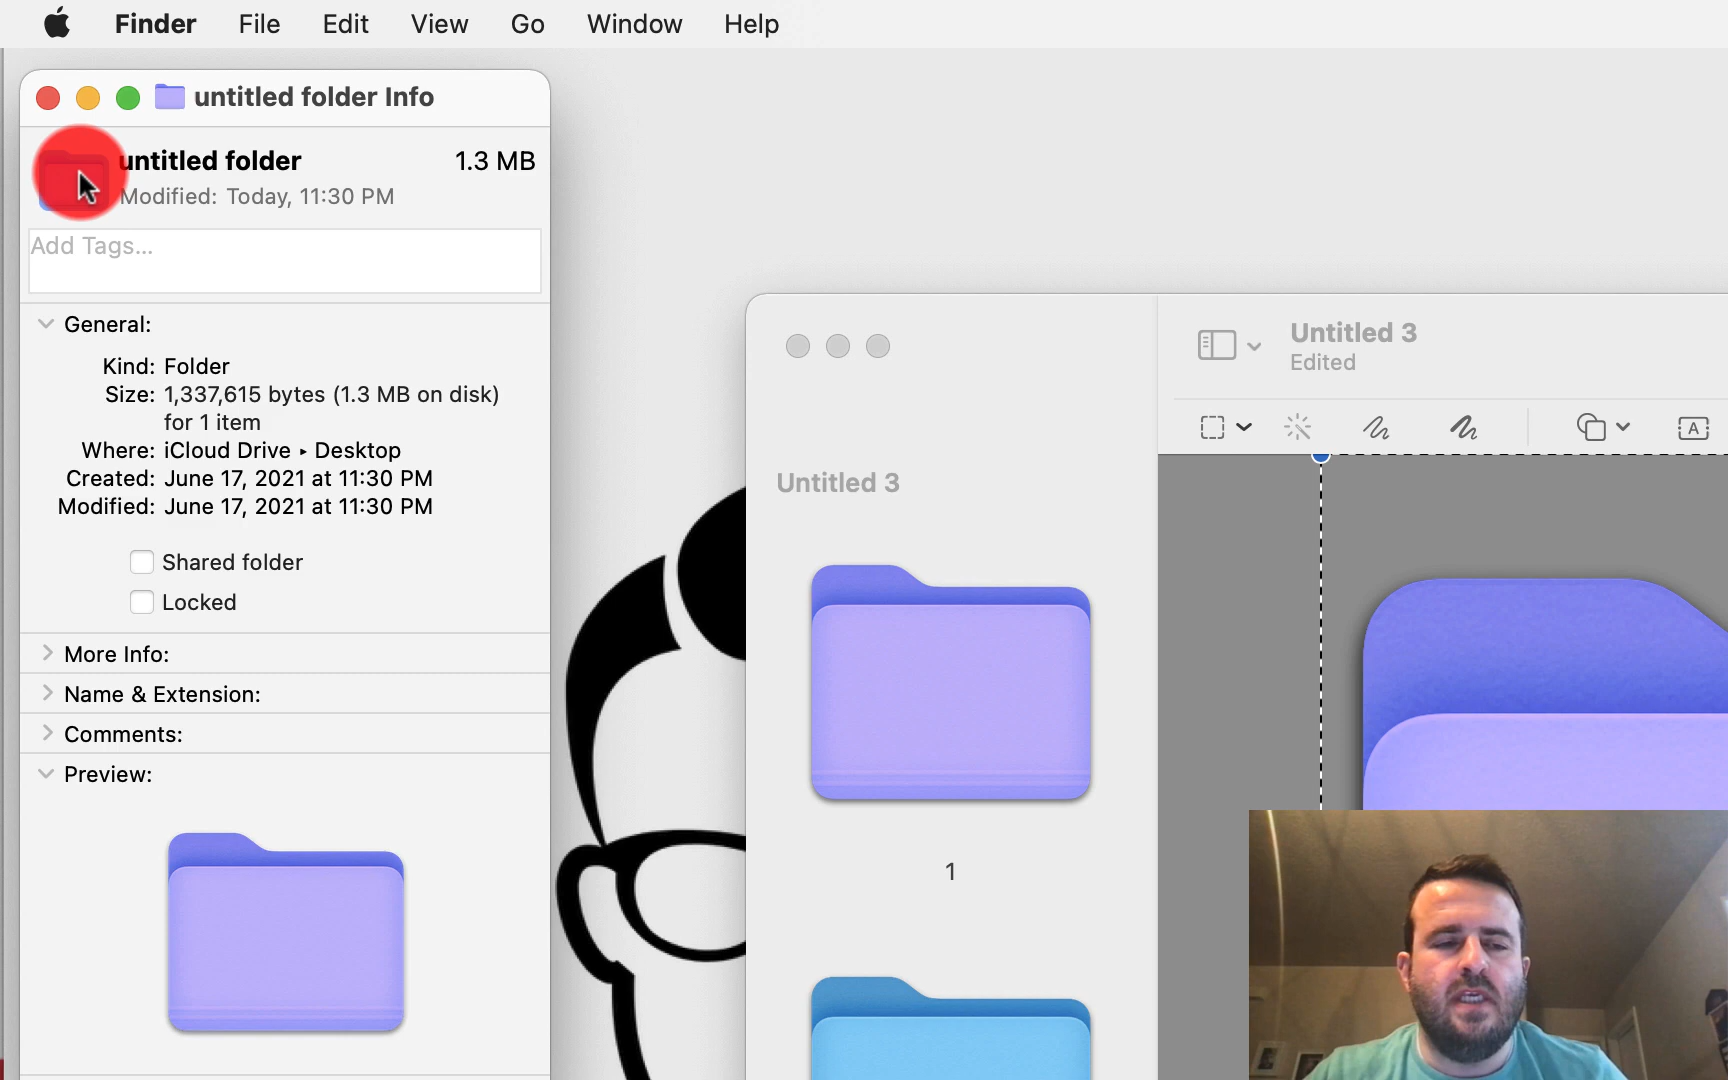 Finder File Edit View Go Window Help
untitled folder Info
untitled folder 1.3 MB
Modified: Today, 11:30 PM
Add Tags...
General:
Kind: Folder
Size: 1,337,615 bytes (1.3 MB on disk)
for 1 item
Where: iCloud Drive ▸ Desktop
Created: June 17, 2021 at 11:30 PM
Modified: June 17, 2021 at 11:30 PM
Shared folder
Locked
More Info:
Name & Extension:
Comments:
Preview:
Untitled 3
Edited
A
Untitled 3
1